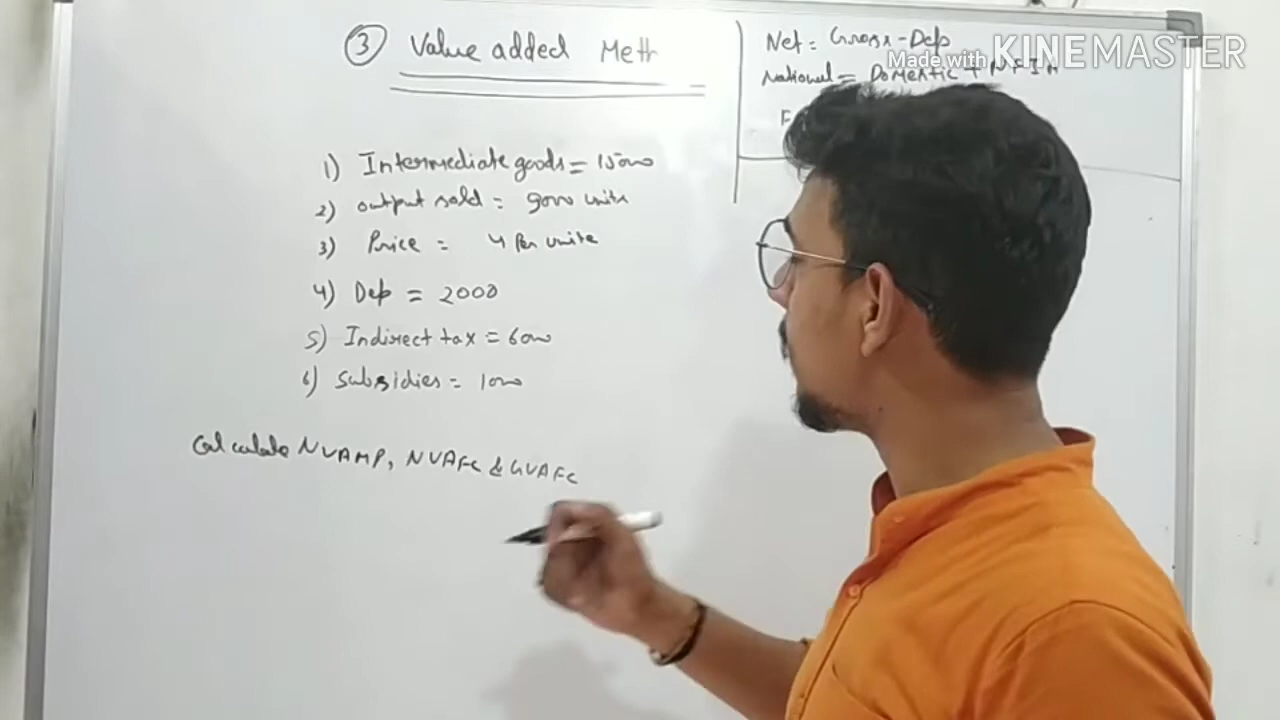 ③ Value added Meth
1) Intermediate goods = 15000
2) output sold = 9000 units
3) Price = 4 Per units
4) Dep = 2000
5) Indirect tax = 6000
6) Subsidies = 1000
Calculate NVAMP, NVAFC & GVAFC
Net = Gross - Dep
National = Domestic + NFIA
F
Made with KINEMASTER